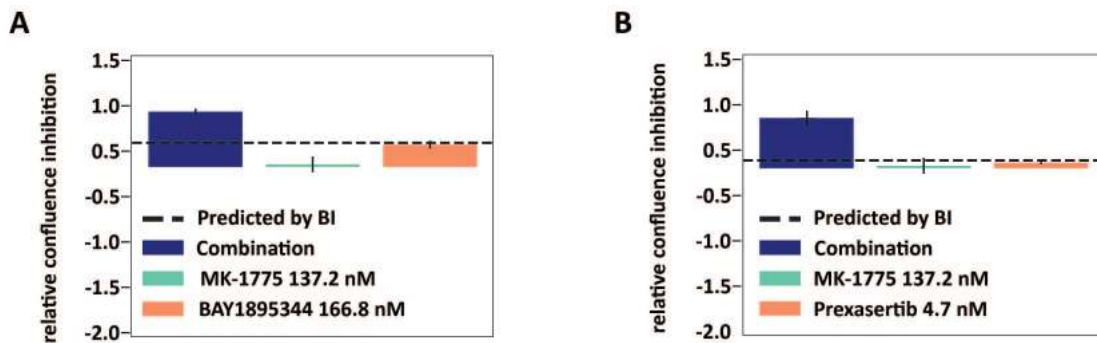 A
relative confluence inhibition
1.5
1.0
0.5
-0.5
-1.0
-1.5
-2.0
Predicted by BI
Combination
MK-1775 137.2 nM
BAY1895344 166.8 nM
B
relative confluence inhibition
1.5
1.0
0.5
-0.5
-1.0
-1.5
-2.0
Predicted by BI
Combination
MK-1775 137.2 nM
Prexasertib 4.7 nM